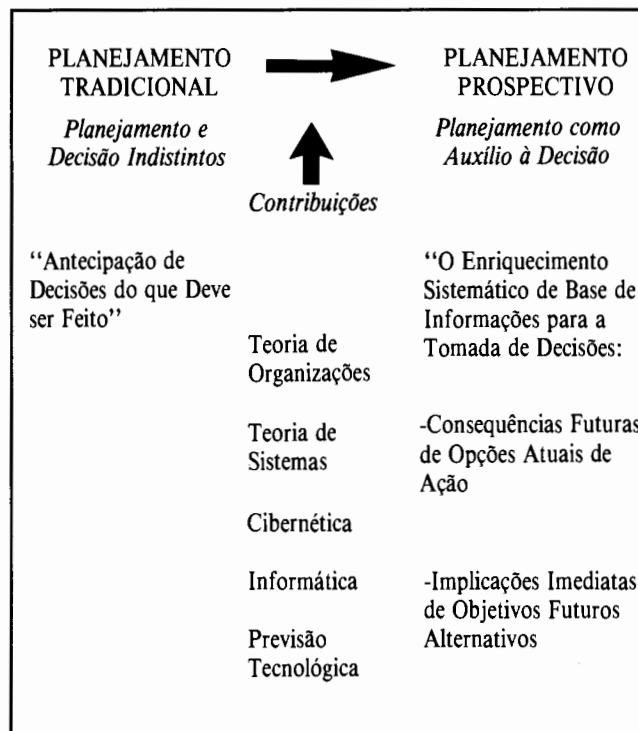 PLANEJAMENTO
TRADICIONAL
Planejamento e
Decisão Indistintos
PLANEJAMENTO
PROSPECTIVO
Planejamento como
Auxílio à Decisão
Contribuições
“Antecipação de
Decisões do que Deve
ser Feito”
Teoria de
Organizações
Teoria de
Sistemas
Cibernética
Informática
Previsão
Tecnológica
“O Enriquecimento
Sistemático de Base de
Informações para a
Tomada de Decisões:
-Consequências Futuras
de Opções Atuais de
Ação
-Implicações Imediatas
de Objetivos Futuros
Alternativos